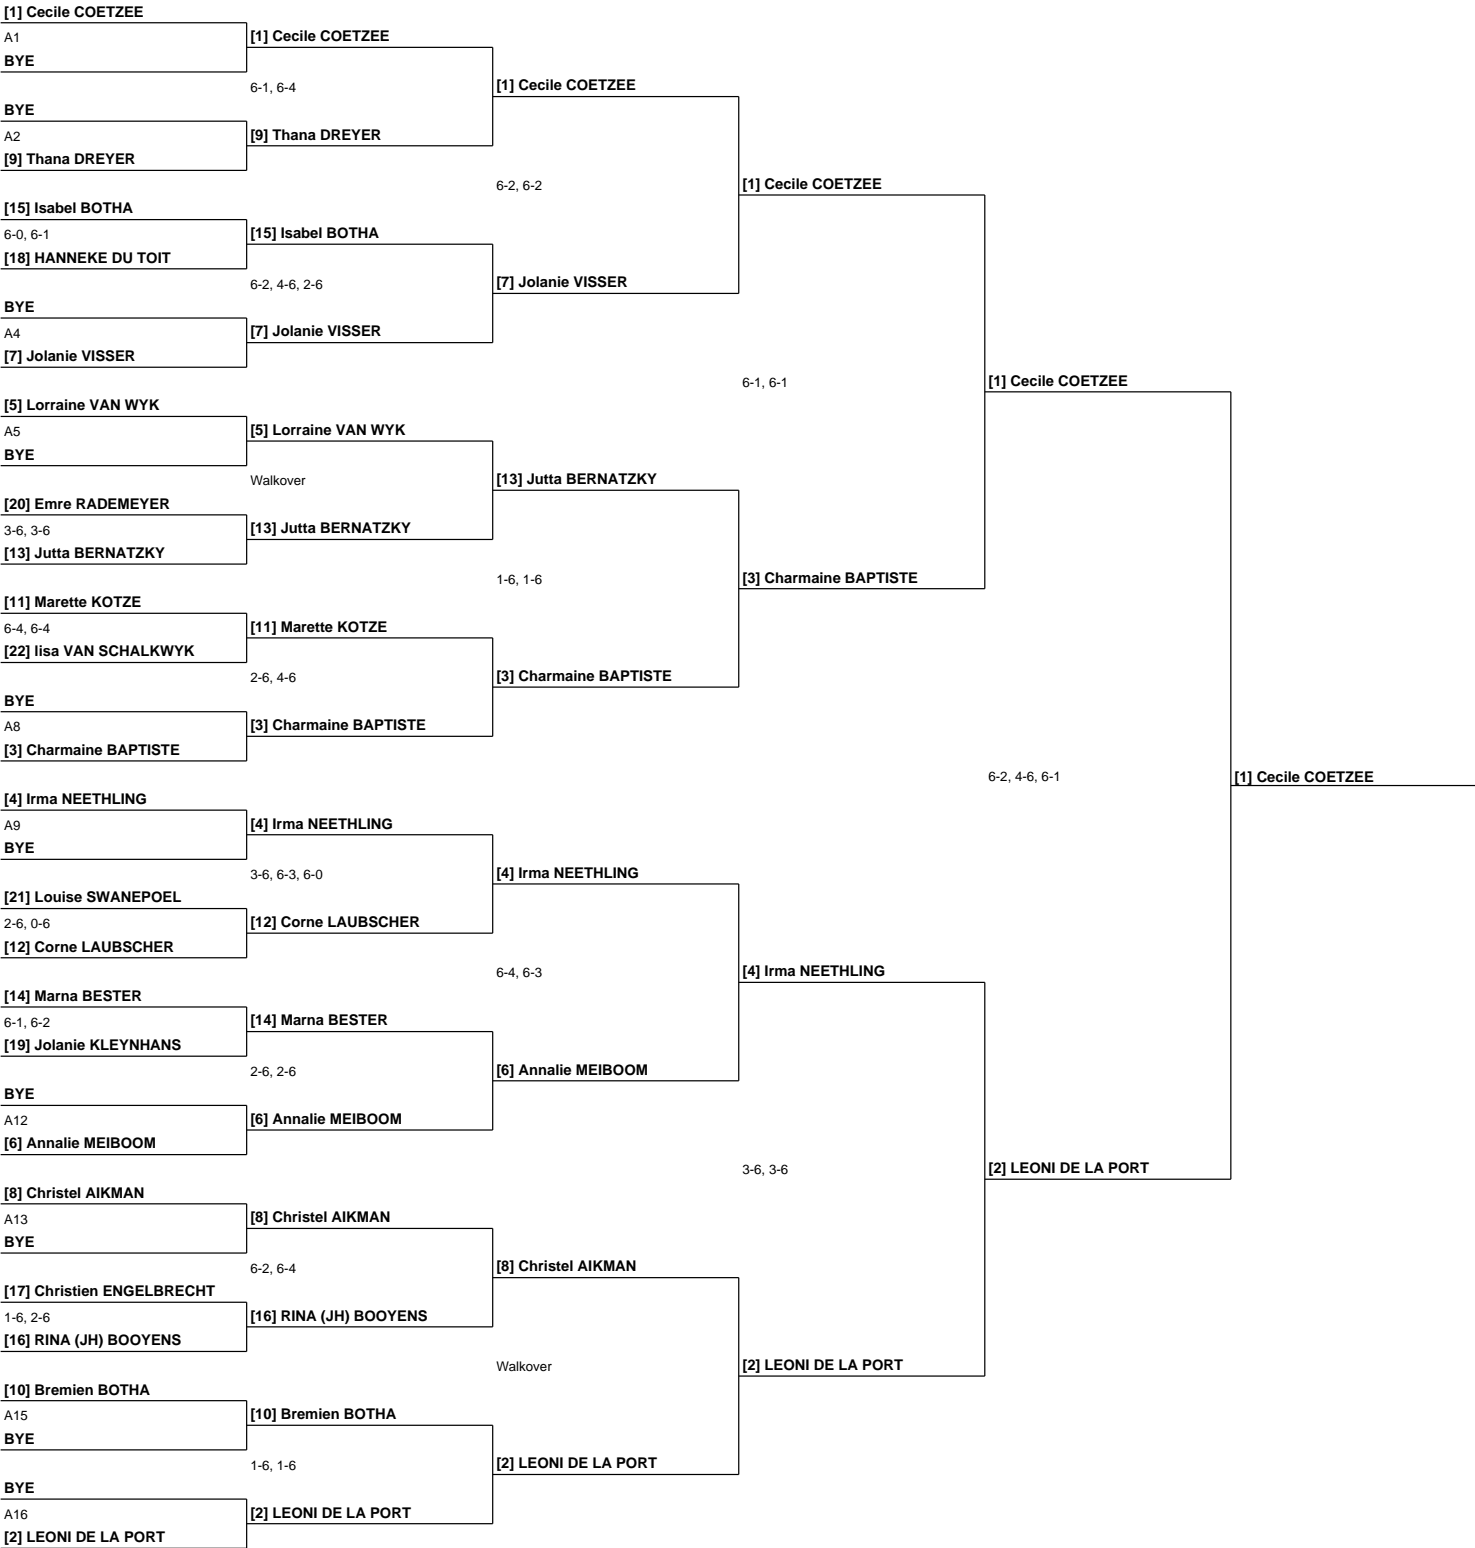 [1] Cecile COETZEE
A1
BYE
BYE
A2
[9] Thana DREYER
[15] Isabel BOTHA
6-0, 6-1
[18] HANNEKE DU TOIT
BYE
A4
[7] Jolanie VISSER
[5] Lorraine VAN WYK
A5
BYE
[20] Emre RADEMEYER
3-6, 3-6
[13] Jutta BERNATZKY
[11] Marette KOTZE
6-4, 6-4
[22] lisa VAN SCHALKWYK
BYE
A8
[3] Charmaine BAPTISTE
[4] Irma NEETHLING
A9
BYE
[21] Louise SWANEPOEL
2-6, 0-6
[12] Corne LAUBSCHER
[14] Marna BESTER
6-1, 6-2
[19] Jolanie KLEYNHANS
BYE
A12
[6] Annalie MEIBOOM
[8] Christel AIKMAN
A13
BYE
[17] Christien ENGELBRECHT
1-6, 2-6
[16] RINA (JH) BOOYENS
[10] Bremien BOTHA
A15
BYE
BYE
A16
[2] LEONI DE LA PORT
[1] Cecile COETZEE
6-1, 6-4
[9] Thana DREYER
[15] Isabel BOTHA
6-2, 4-6, 2-6
[7] Jolanie VISSER
[5] Lorraine VAN WYK
Walkover
[13] Jutta BERNATZKY
[11] Marette KOTZE
2-6, 4-6
[3] Charmaine BAPTISTE
[4] Irma NEETHLING
3-6, 6-3, 6-0
[12] Corne LAUBSCHER
[14] Marna BESTER
2-6, 2-6
[6] Annalie MEIBOOM
[8] Christel AIKMAN
6-2, 6-4
[16] RINA (JH) BOOYENS
[10] Bremien BOTHA
1-6, 1-6
[2] LEONI DE LA PORT
[1] Cecile COETZEE
6-2, 6-2
[7] Jolanie VISSER
[13] Jutta BERNATZKY
1-6, 1-6
[3] Charmaine BAPTISTE
[4] Irma NEETHLING
6-4, 6-3
[6] Annalie MEIBOOM
[8] Christel AIKMAN
Walkover
[2] LEONI DE LA PORT
[1] Cecile COETZEE
6-1, 6-1
[3] Charmaine BAPTISTE
[4] Irma NEETHLING
3-6, 3-6
[2] LEONI DE LA PORT
[1] Cecile COETZEE
6-2, 4-6, 6-1
[2] LEONI DE LA PORT
[1] Cecile COETZEE